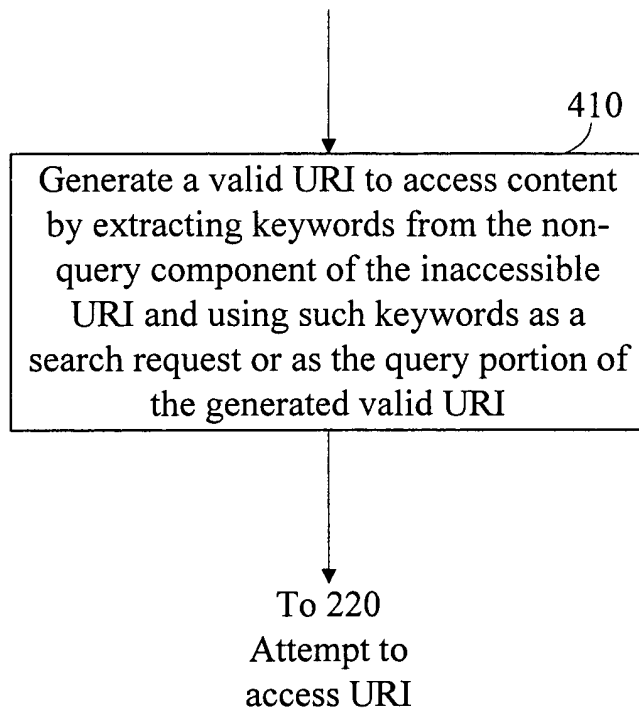 410
Generate a valid URI to access content
by extracting keywords from the non-
query component of the inaccessible
URI and using such keywords as a
search request or as the query portion of
the generated valid URI
To 220
Attempt to
access URI